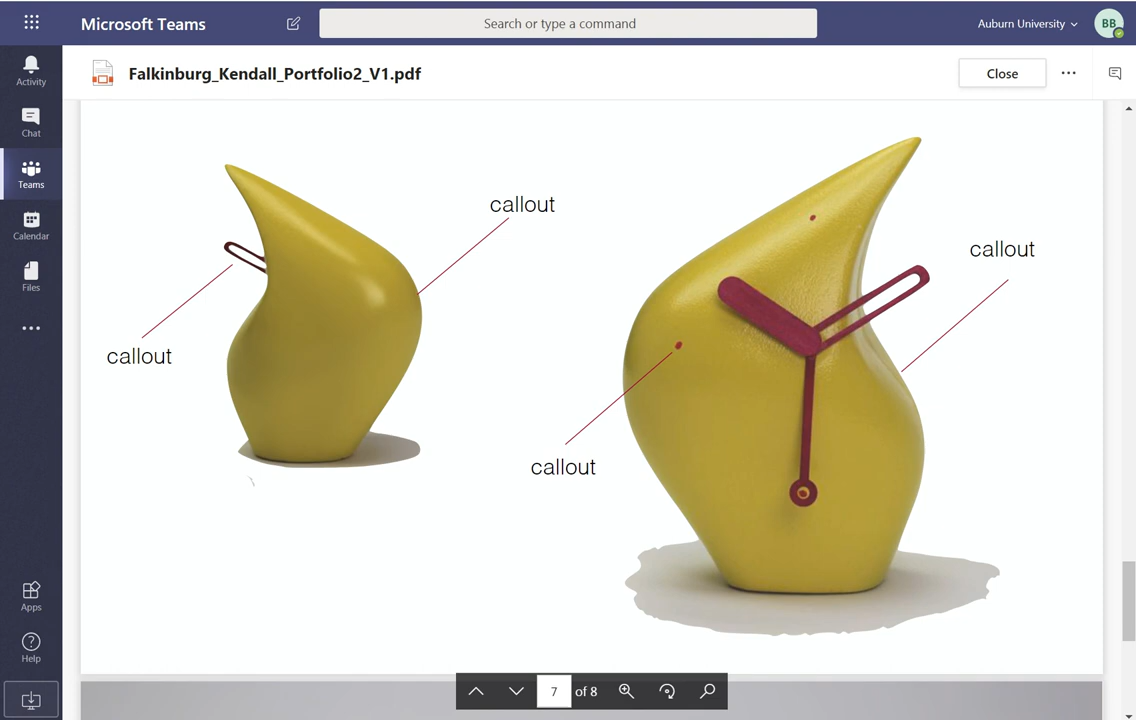 Microsoft Teams
Search or type a command
Auburn University
BB
Activity
Chat
Teams
Calendar
Files
Apps
Help
Falkinburg_Kendall_Portfolio2_V1.pdf
Close
callout
callout
callout
callout
7 of 8